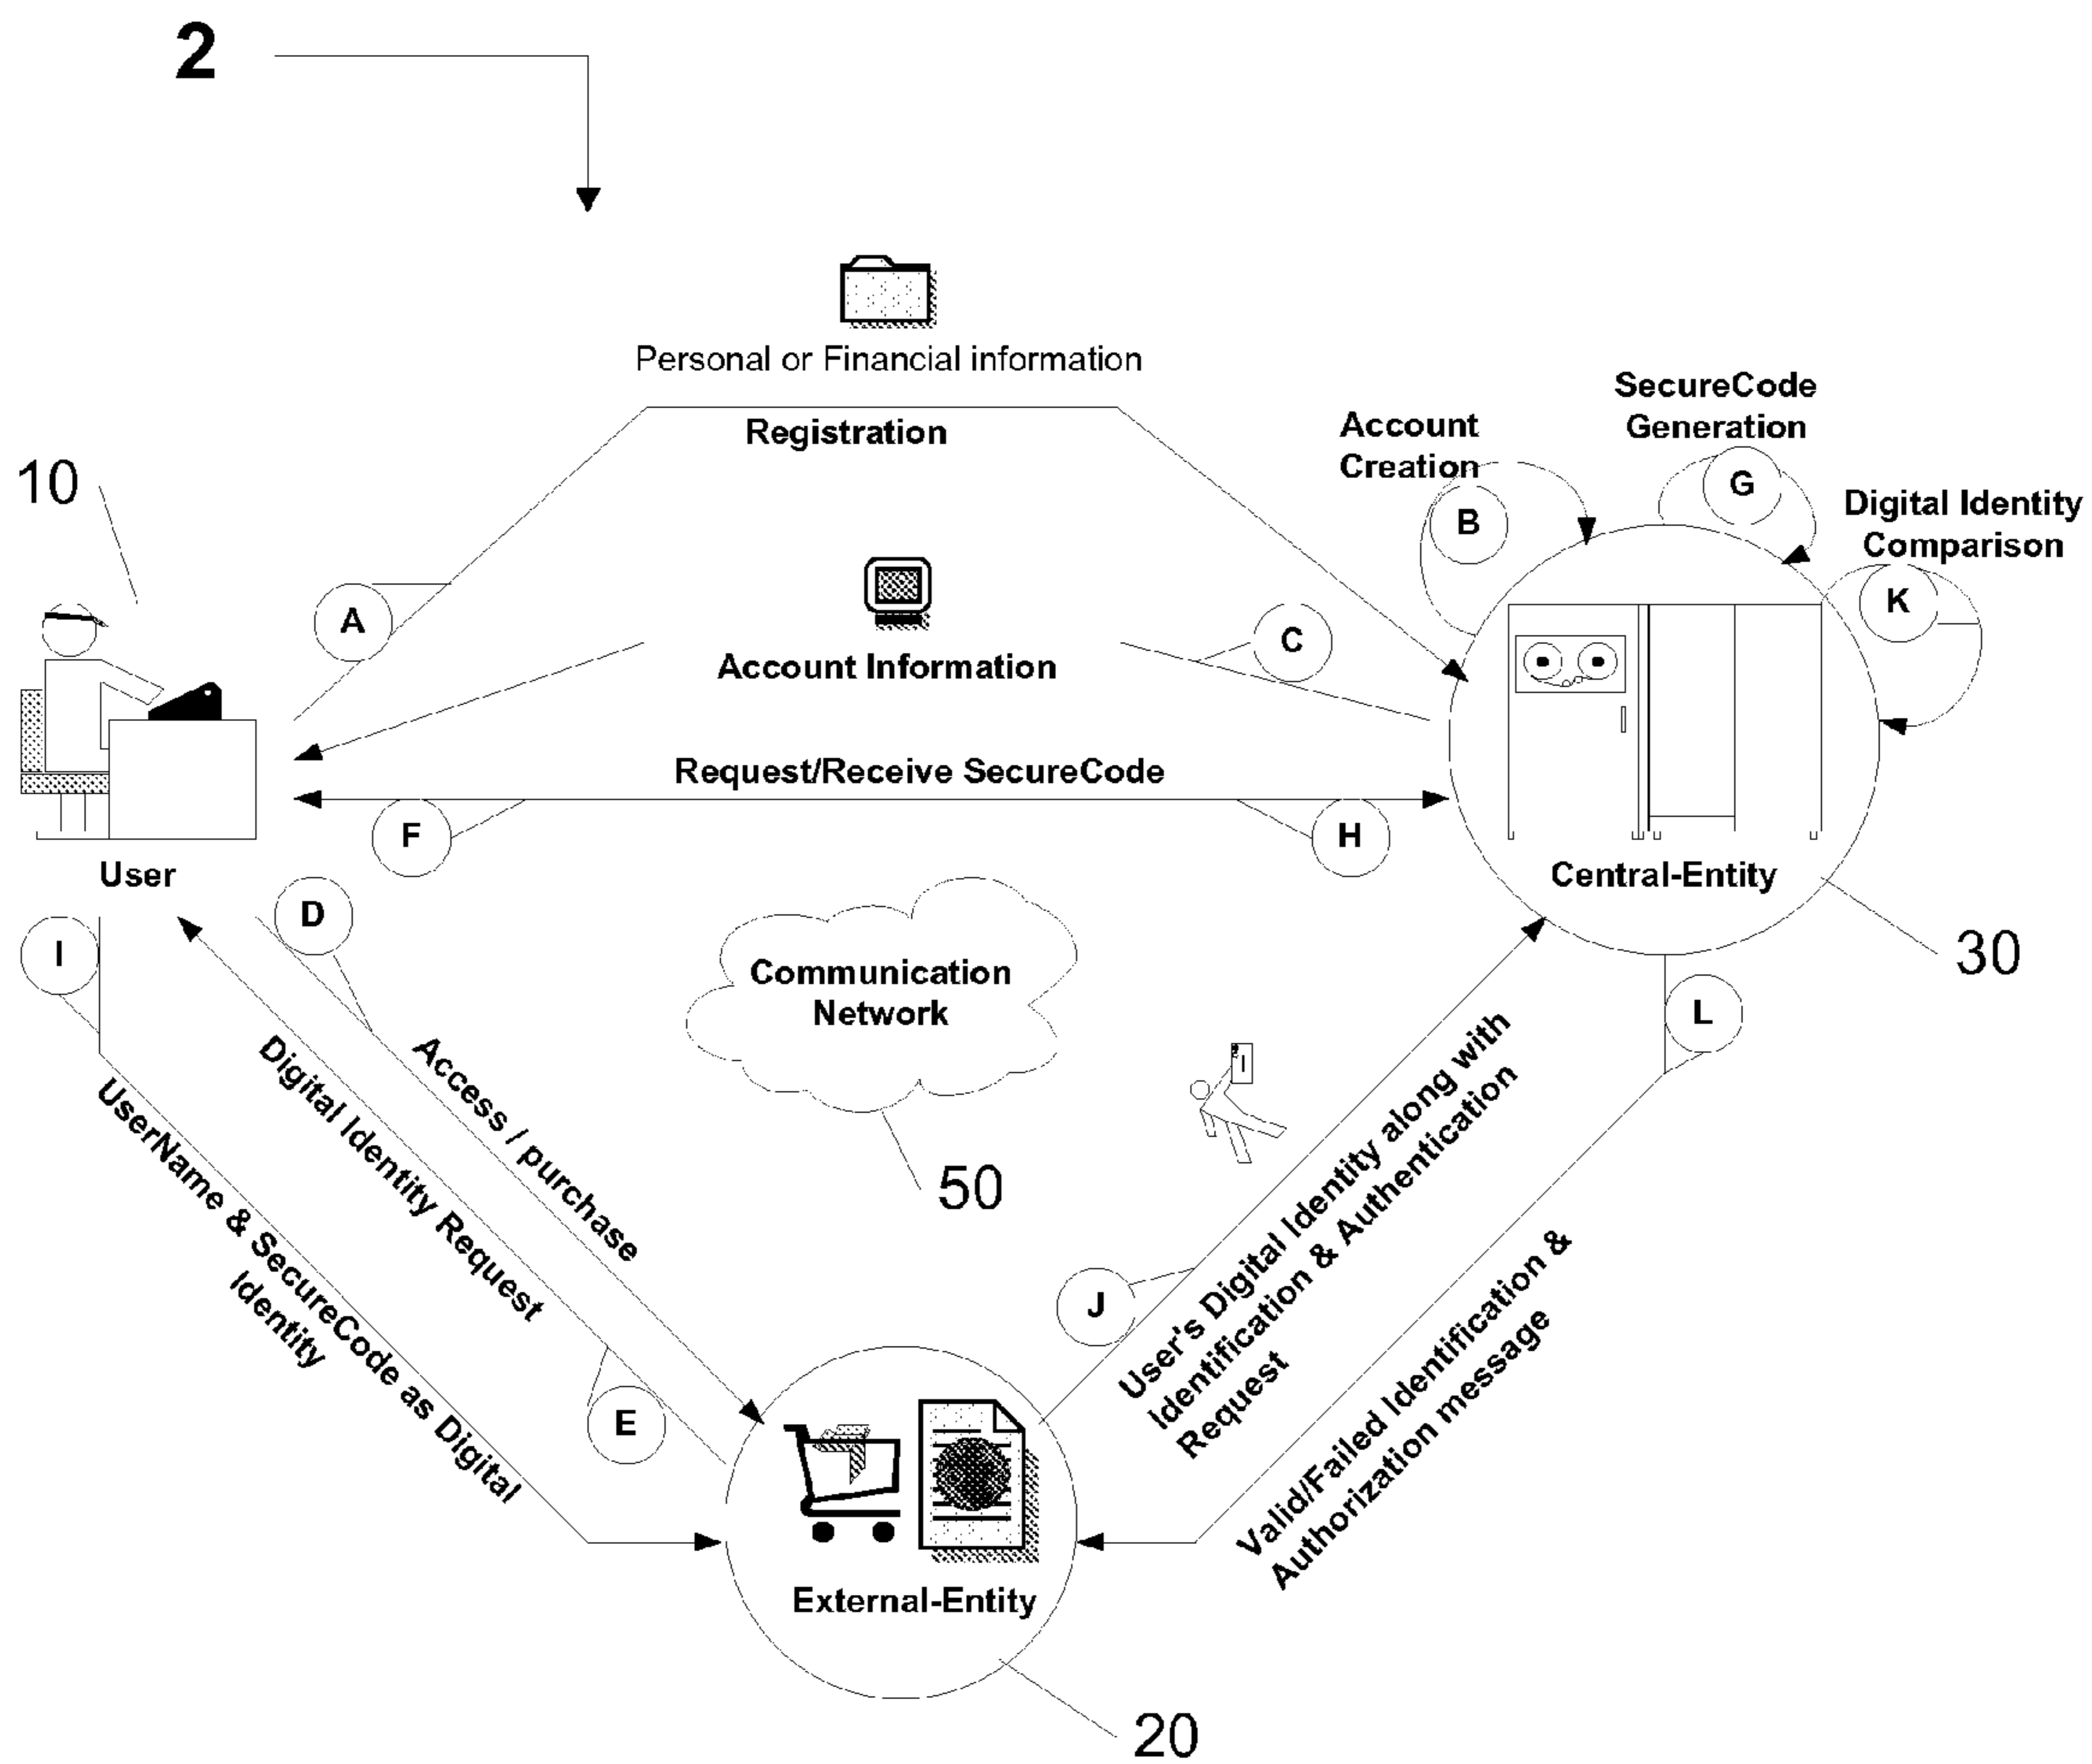 2
Personal or Financial information
Registration
SecureCode
Generation
Account
Creation
G
B
Digital Identity
Comparison
K
10
A
C
Account Information
Request/Receive SecureCode
F
H
User
Central-Entity
30
D
I
L
Communication
Network
50
Access / purchase
Digital Identity Request
UserName & SecureCode as Digital
Identity
E
J
User's Digital Identity along with
Identification & Authentication
Request
Valid/Failed Identification &
Authorization message
External-Entity
20